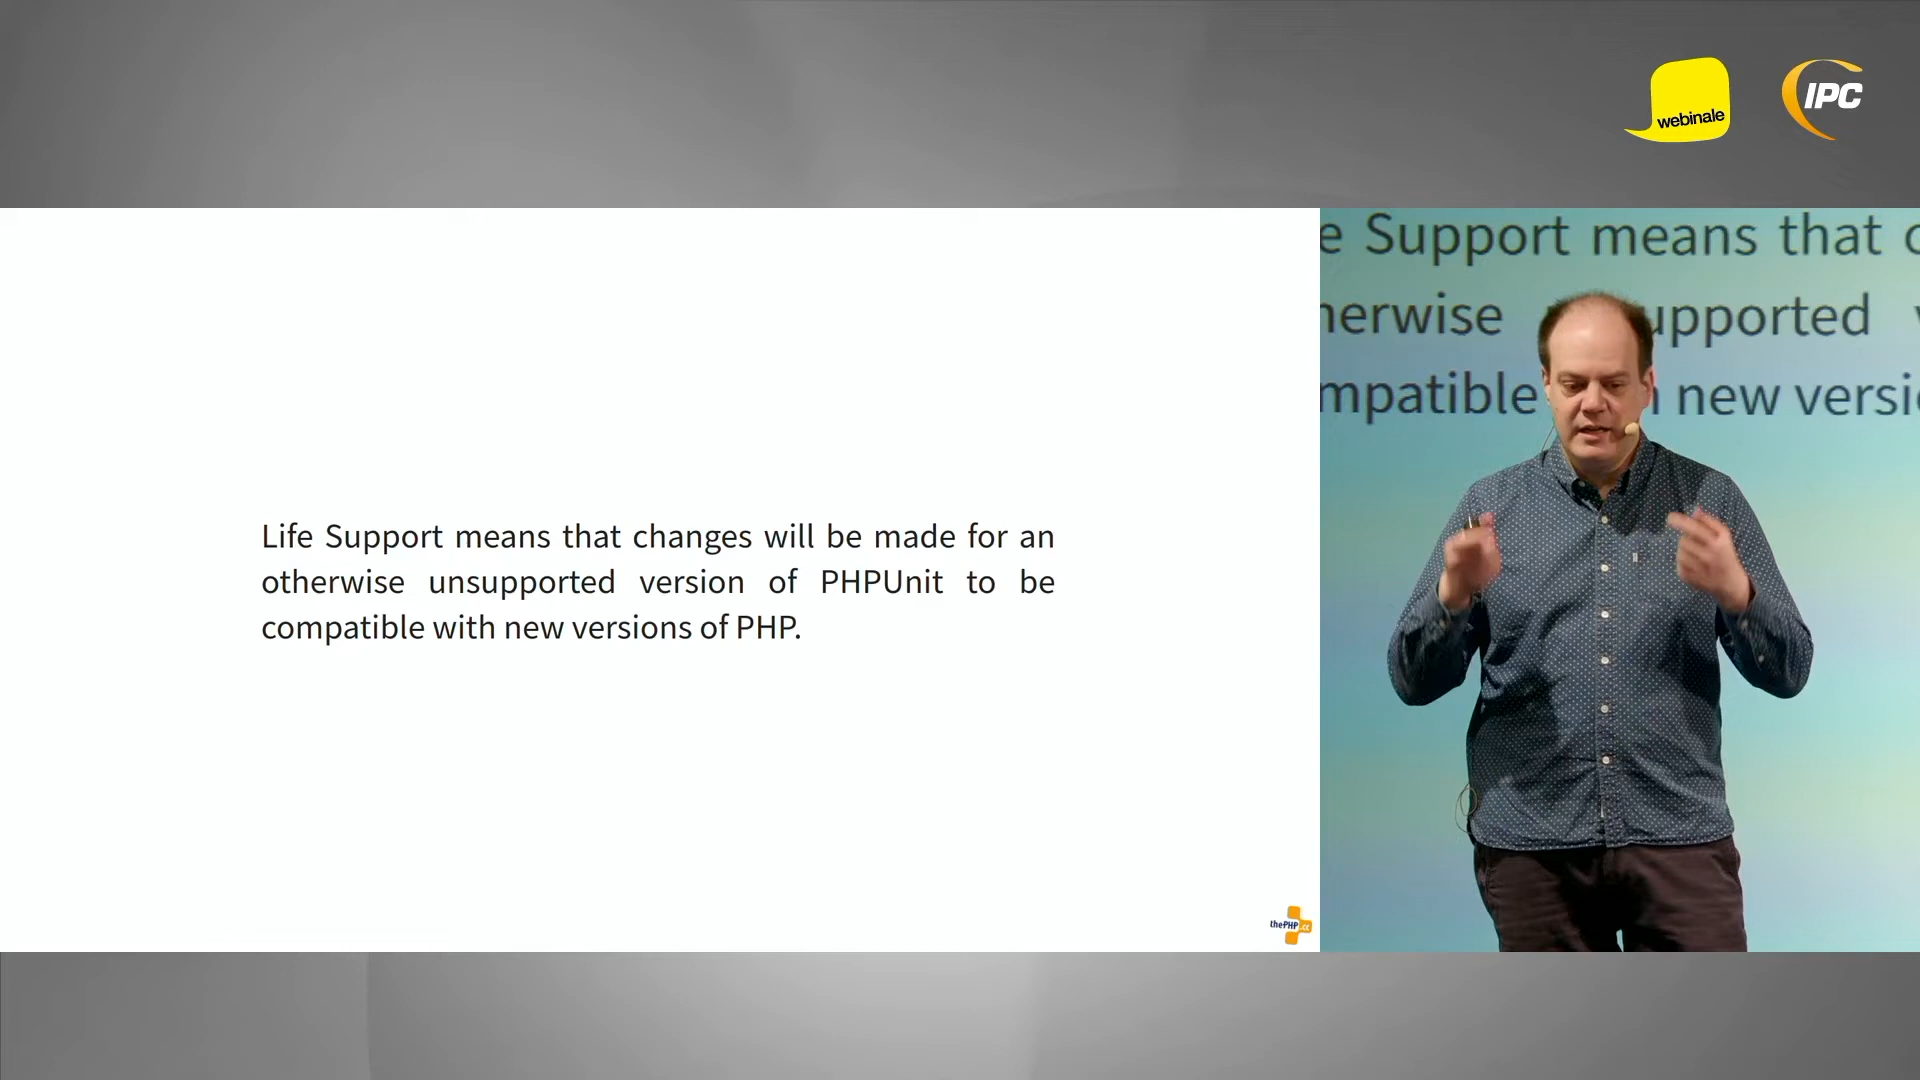 webinale
IPC
Life Support means that changes will be made for an
otherwise unsupported version of PHPUnit to be
compatible with new versions of PHP.
thePHP.cc
e Support means that c
herwise upported
mpatible new versi